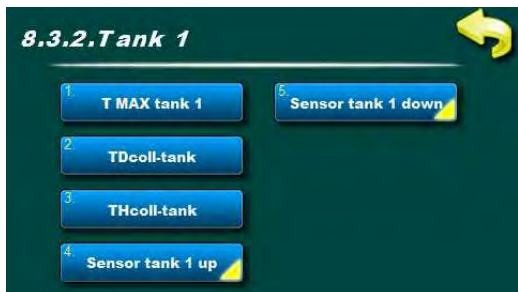 8.3.2.Tank 1
1. T MAX tank 1
2. TDcoll-tank
3. THcoll-tank
4. Sensor tank 1 up
5. Sensor tank 1 down